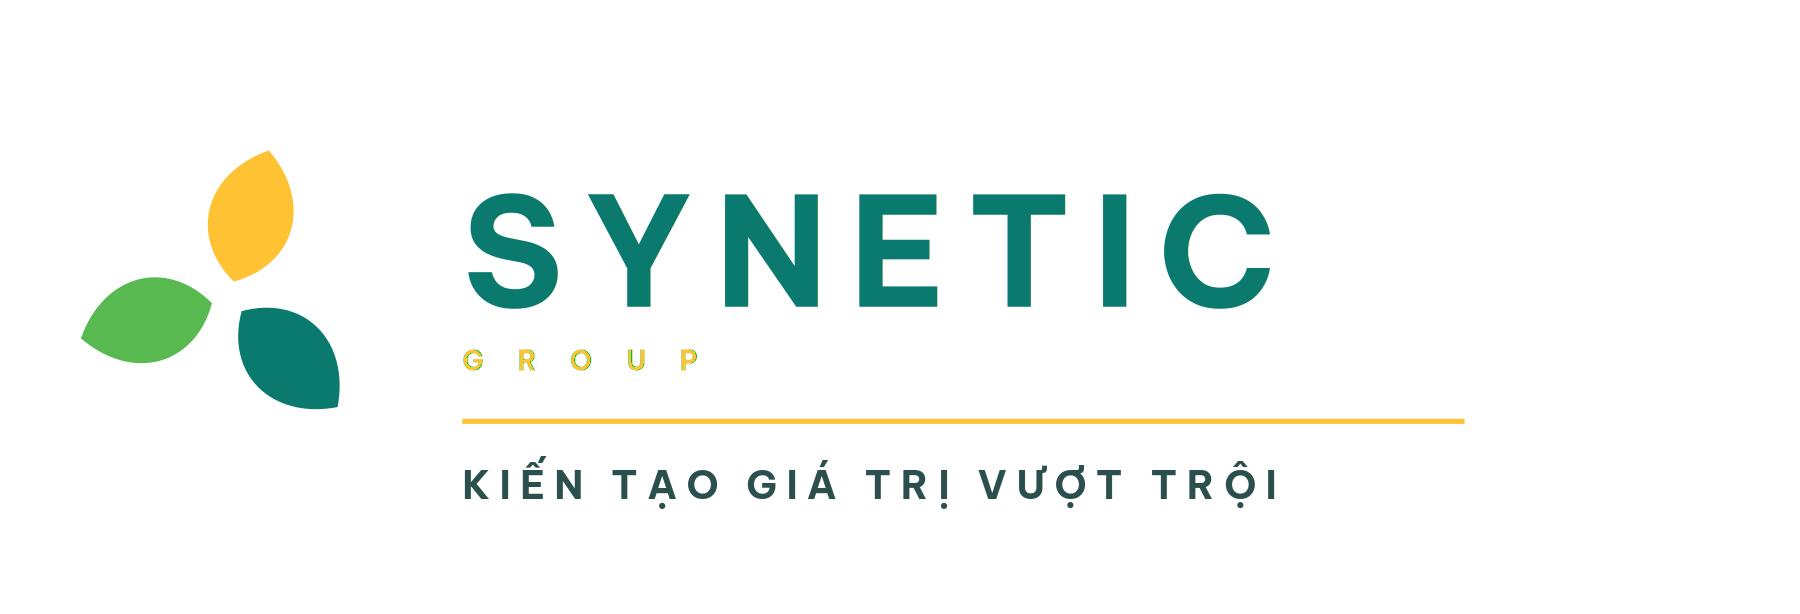 SYNETIC
GROUP
KIẾN TẠO GIÁ TRỊ VƯỢT TRỘI